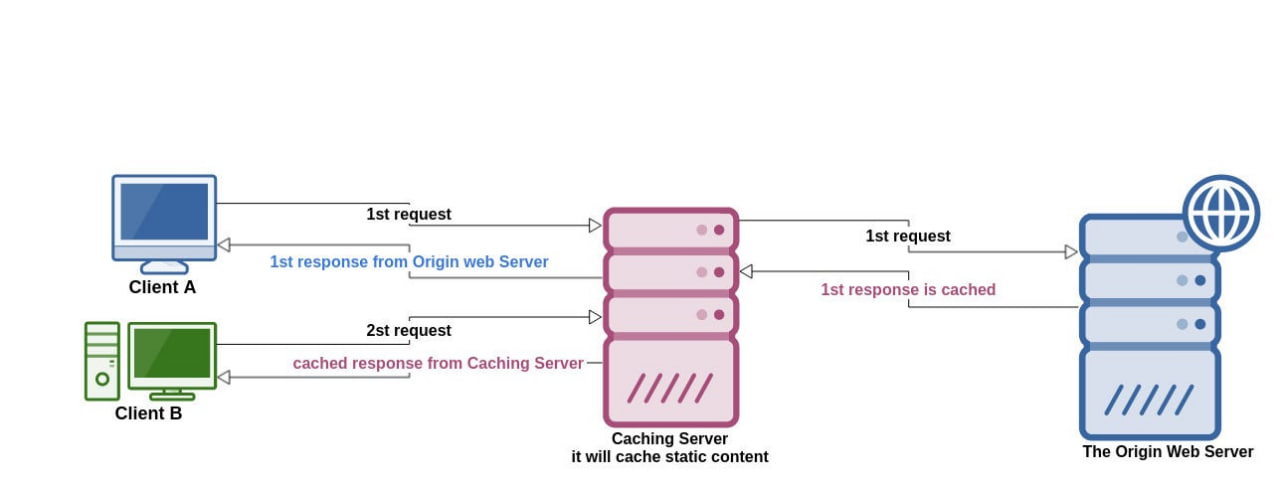 1st request
1st response from Origin web Server
Client A
2st request
cached response from Caching Server
Client B
Caching Server
it will cache static content
1st request
1st response is cached
The Origin Web Server